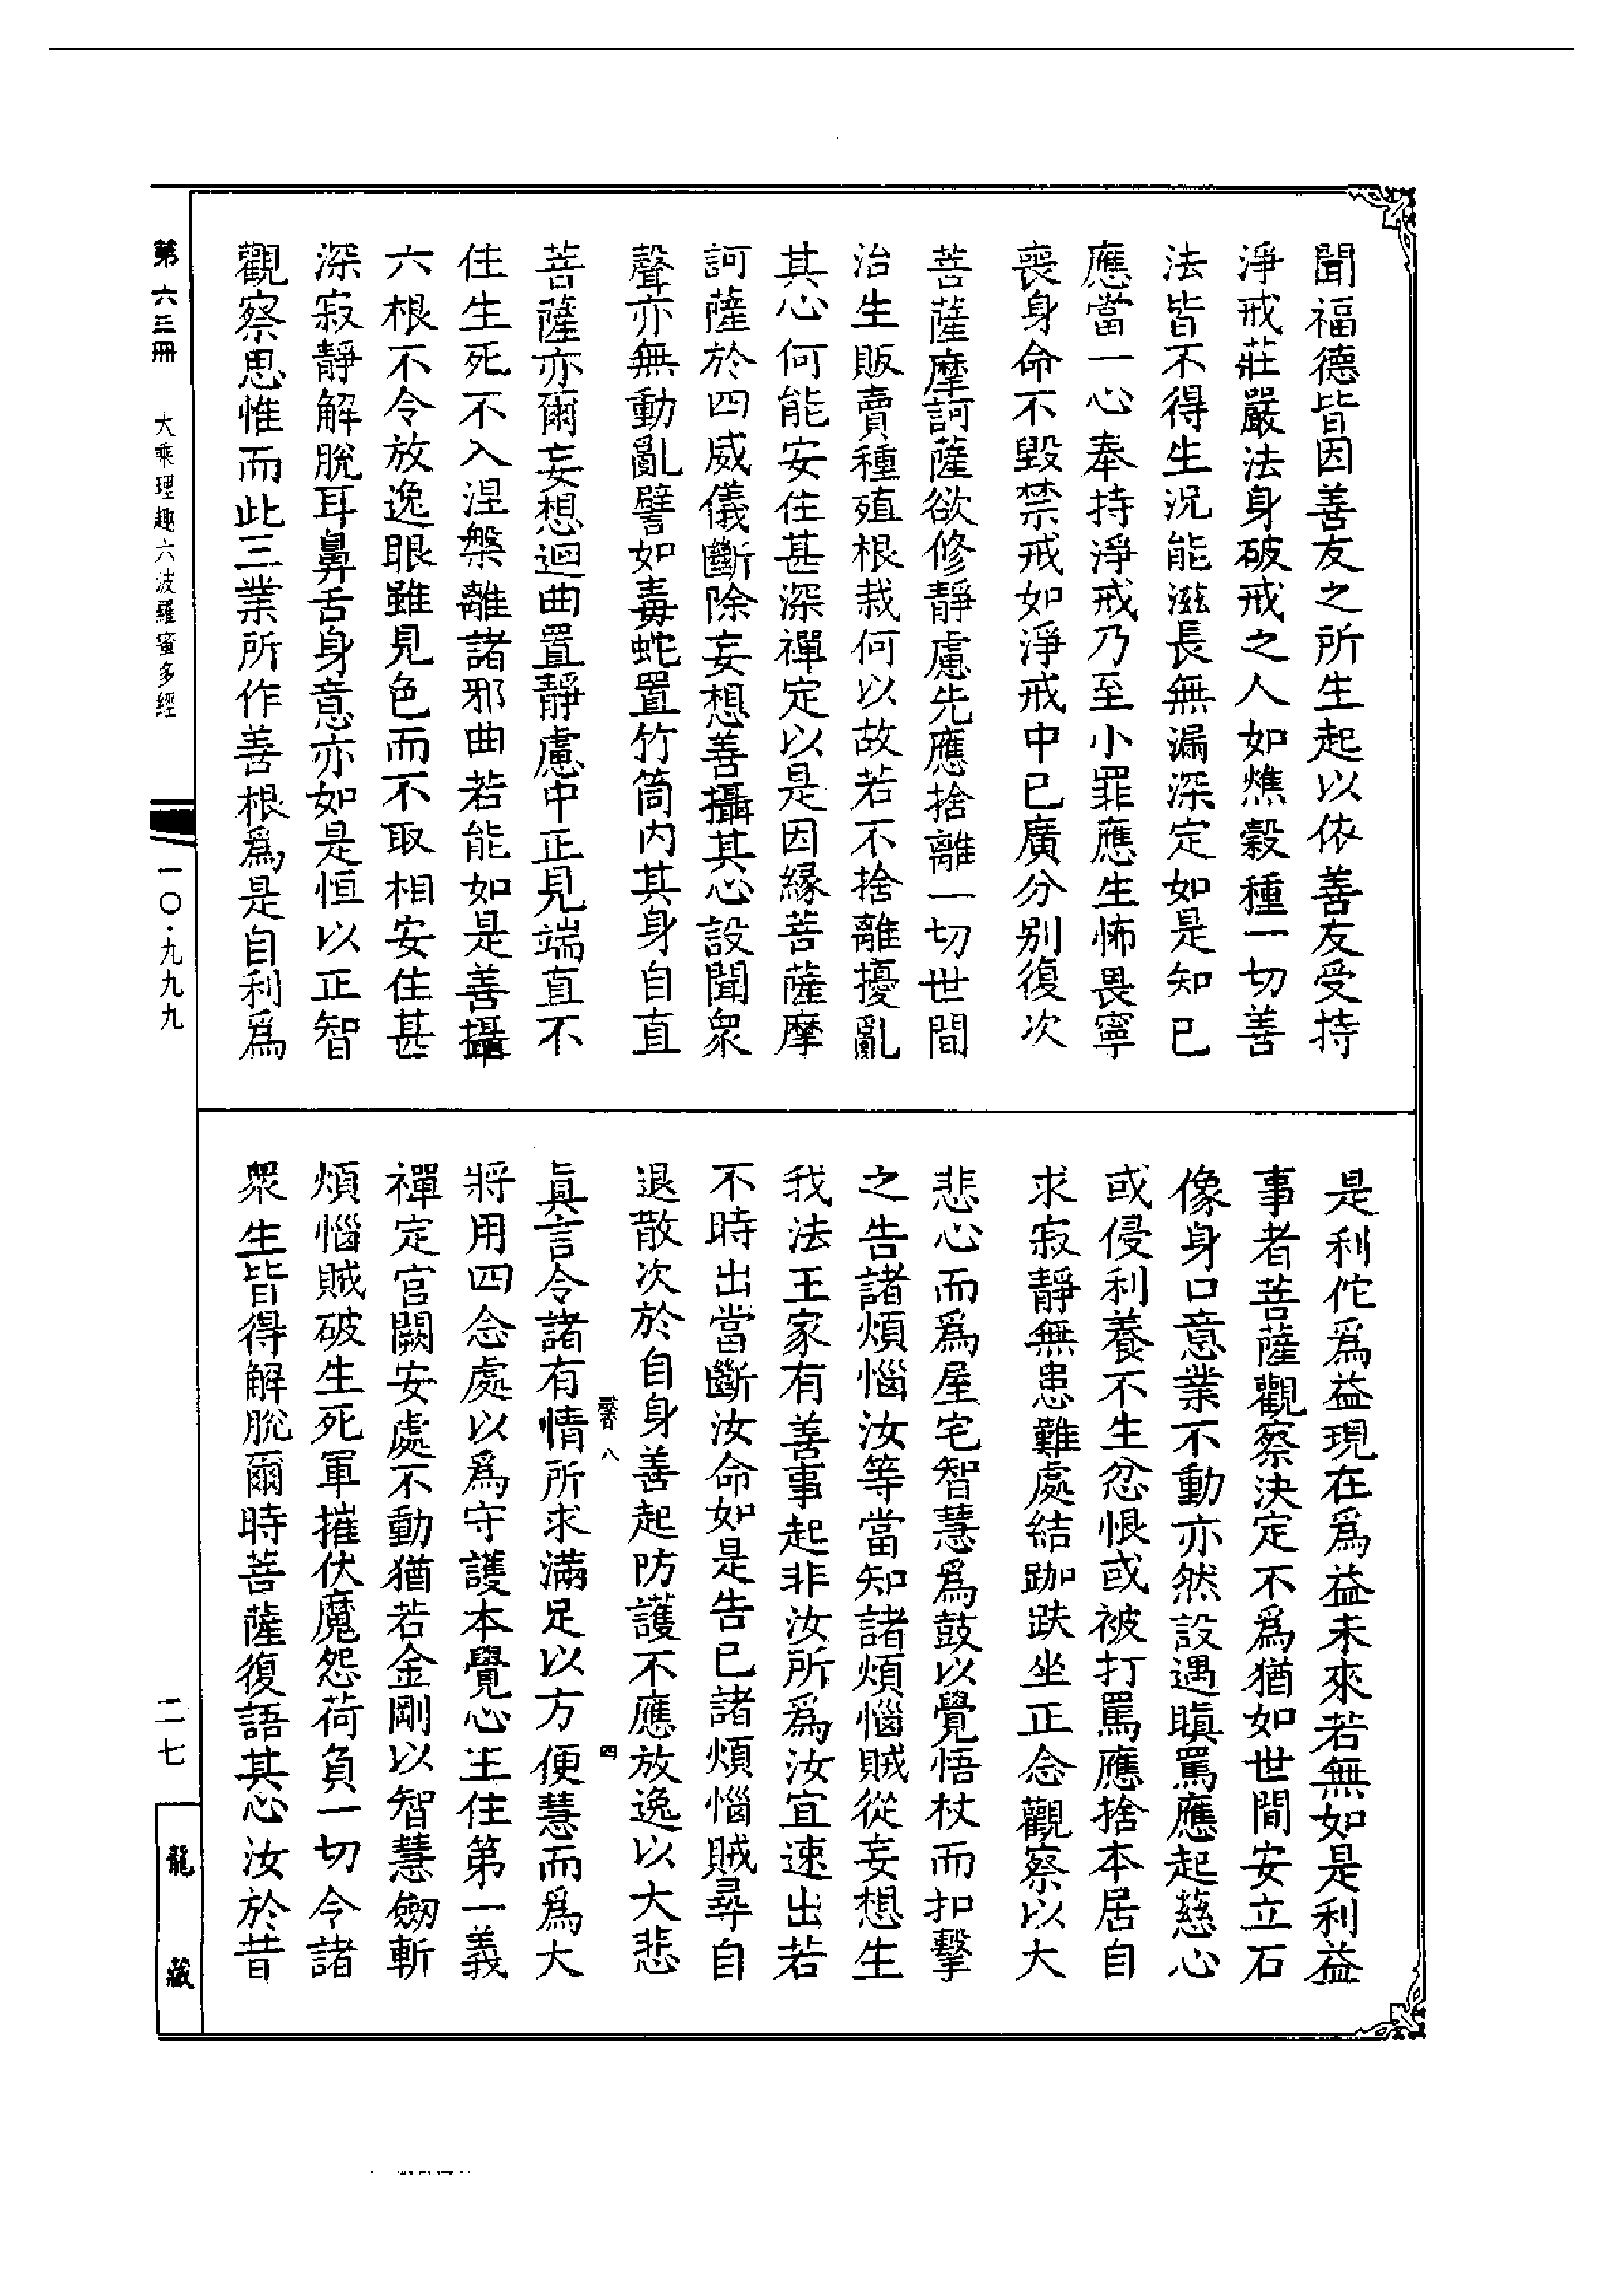 聞福德皆因善友之所生起以依善友受持
淨戒莊嚴法身破戒之人如燋穀種一切善
法皆不得生況能滋長無漏深定如是知已
應當一心奉持淨戒乃至小罪應生怖畏寧
喪身命不毀禁戒如淨戒中已廣分別復次
菩薩摩訶薩欲修靜慮先應捨離一切世間
治生販賣種殖根栽何以故若不捨離擾亂
其心何能安住甚深禪定以是因緣菩薩摩
訶薩於四威儀斷除妄想善攝其心設聞眾
聲亦無動亂譬如毒蛇置竹筒內其身自直
菩薩亦爾妄想迴曲置靜慮中正見端直不
住生死不入涅槃離諸邪曲若能如是善攝
六根不令放逸眼雖見色而不取相安住甚
深寂靜解脫耳鼻舌身意亦如是恒以正智
觀察思惟而此三業所作善根爲是自利爲
是利佗爲益現在爲益未來若無如是利益
事者菩薩觀察決定不爲猶如世間安立石
像身口意業不動亦然設遇瞋罵應起慈心
或侵利養不生忿恨或被打罵應捨本居自
求寂靜無患難處結跏趺坐正念觀察以大
悲心而爲屋宅智慧爲鼓以覺悟杖而扣擊
之告諸煩惱汝等當知諸煩惱賊從妄想生
我法王家有善事起非汝所爲汝宜速出若
不時出當斷汝命如是告已諸煩惱賊尋自
退散次於自身善起防護不應放逸以大悲
馨八 四
眞言令諸有情所求滿足以方便慧而爲大
將用四念處以爲守護本覺心王住第一義
禪定宮闕安處不動猶若金剛以智慧劒斬
煩惱賊破生死軍摧伏魔怨荷負一切令諸
眾生皆得解脫爾時菩薩復語其心汝於昔
第六三冊 大乘理趣六波羅蜜多經
一〇·九九九
二七
龍藏